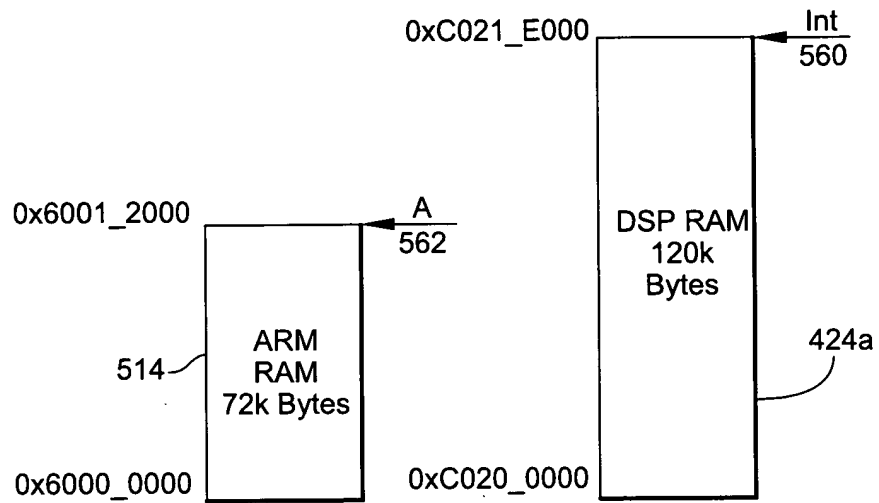 0xC021_E000
Int
560
0x6001_2000
A
562
DSP RAM
120k
Bytes
424a
514
ARM
RAM
72k Bytes
0x6000_0000
0xC020_0000